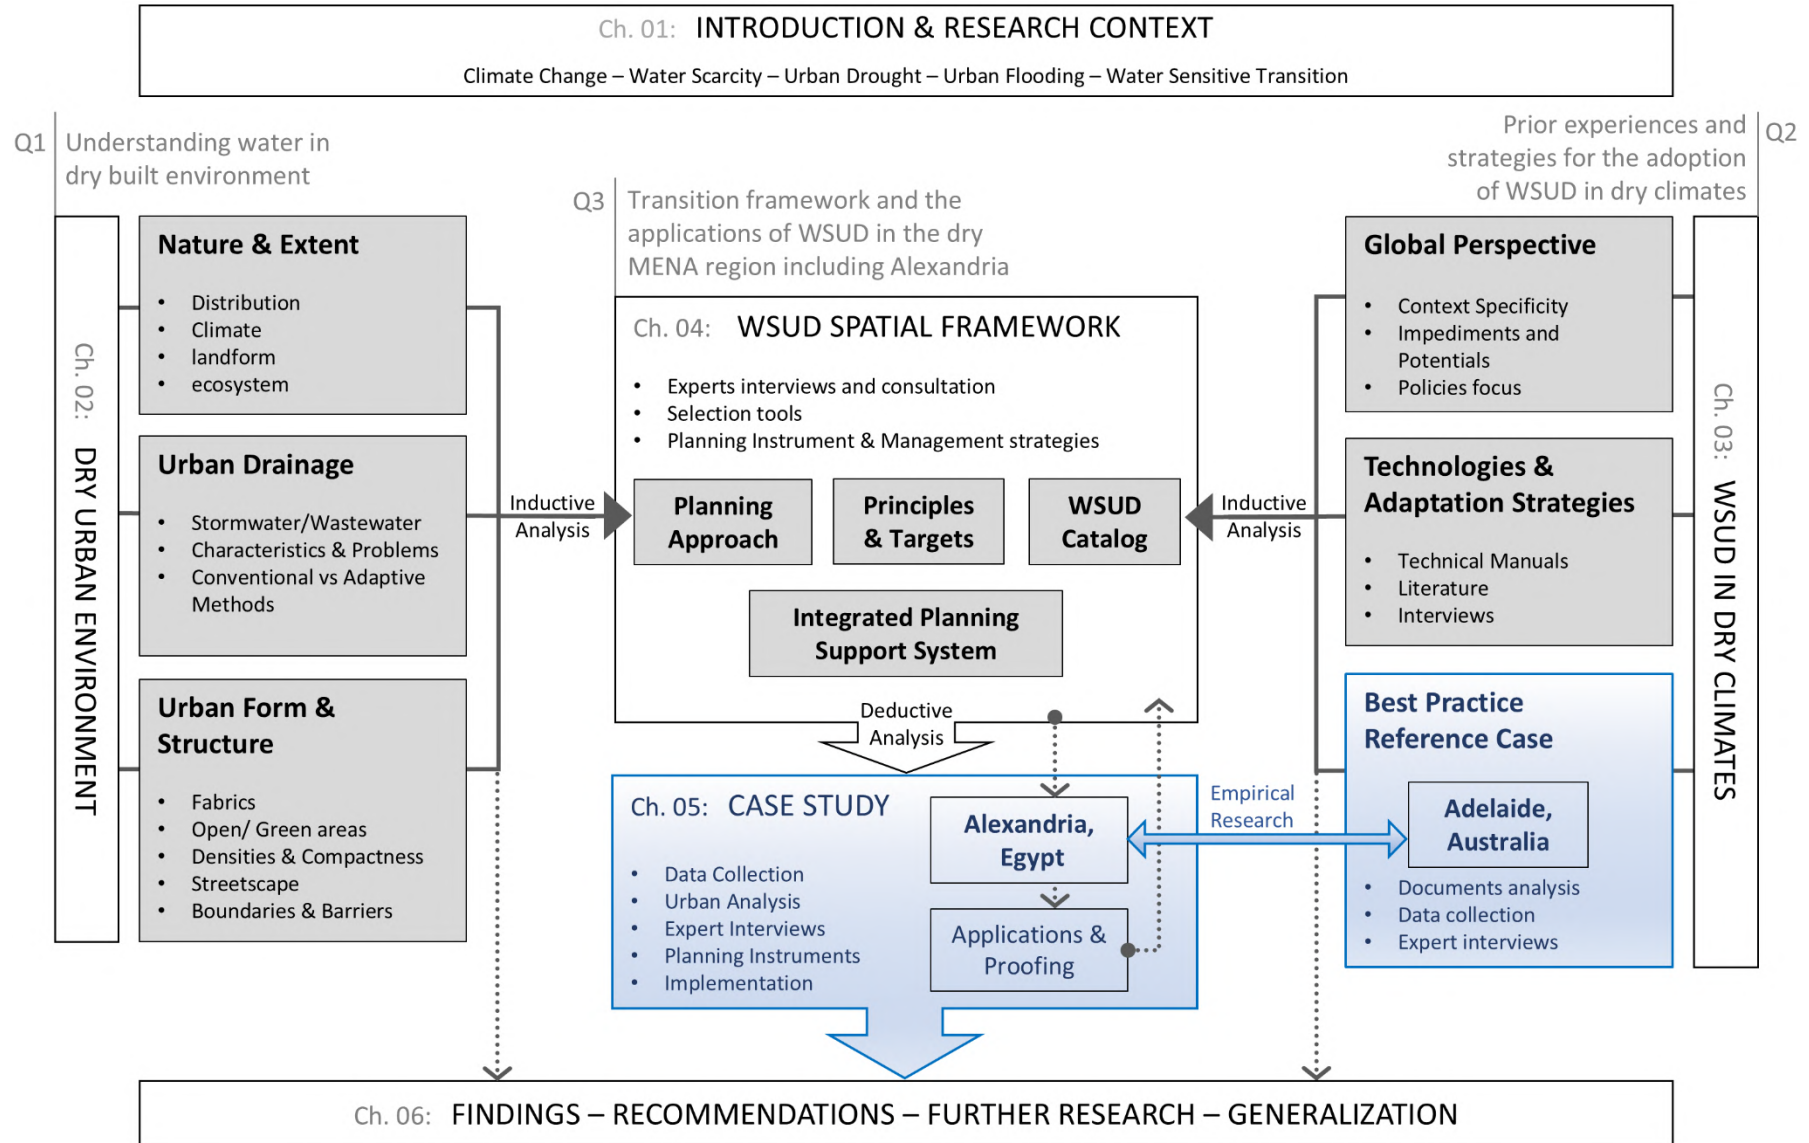 Ch. 01: INTRODUCTION & RESEARCH CONTEXT
Climate Change – Water Scarcity – Urban Drought – Urban Flooding – Water Sensitive Transition
Q1
Understanding water in
dry built environment
Ch. 02: DRY URBAN ENVIRONMENT
Nature & Extent
• Distribution
• Climate
• landform
• ecosystem
Urban Drainage
• Stormwater/Wastewater
• Characteristics & Problems
• Conventional vs Adaptive
Methods
Urban Form &
Structure
• Fabrics
• Open/ Green areas
• Densities & Compactness
• Streetscape
• Boundaries & Barriers
Inductive
Analysis
Q3
Transition framework and the
applications of WSUD in the dry
MENA region including Alexandria
Ch. 04: WSUD SPATIAL FRAMEWORK
• Experts interviews and consultation
• Selection tools
• Planning Instrument & Management strategies
Planning
Approach
Principles
& Targets
WSUD
Catalog
Integrated Planning
Support System
Deductive
Analysis
Ch. 05: CASE STUDY
• Data Collection
• Urban Analysis
• Expert Interviews
• Planning Instruments
• Implementation
Alexandria,
Egypt
Applications &
Proofing
Empirical
Research
Inductive
Analysis
Q2
Prior experiences and
strategies for the adoption
of WSUD in dry climates
Ch. 03: WSUD IN DRY CLIMATES
Global Perspective
• Context Specificity
• Impediments and
Potentials
• Policies focus
Technologies &
Adaptation Strategies
• Technical Manuals
• Literature
• Interviews
Best Practice
Reference Case
Adelaide,
Australia
• Documents analysis
• Data collection
• Expert interviews
Ch. 06: FINDINGS – RECOMMENDATIONS – FURTHER RESEARCH – GENERALIZATION